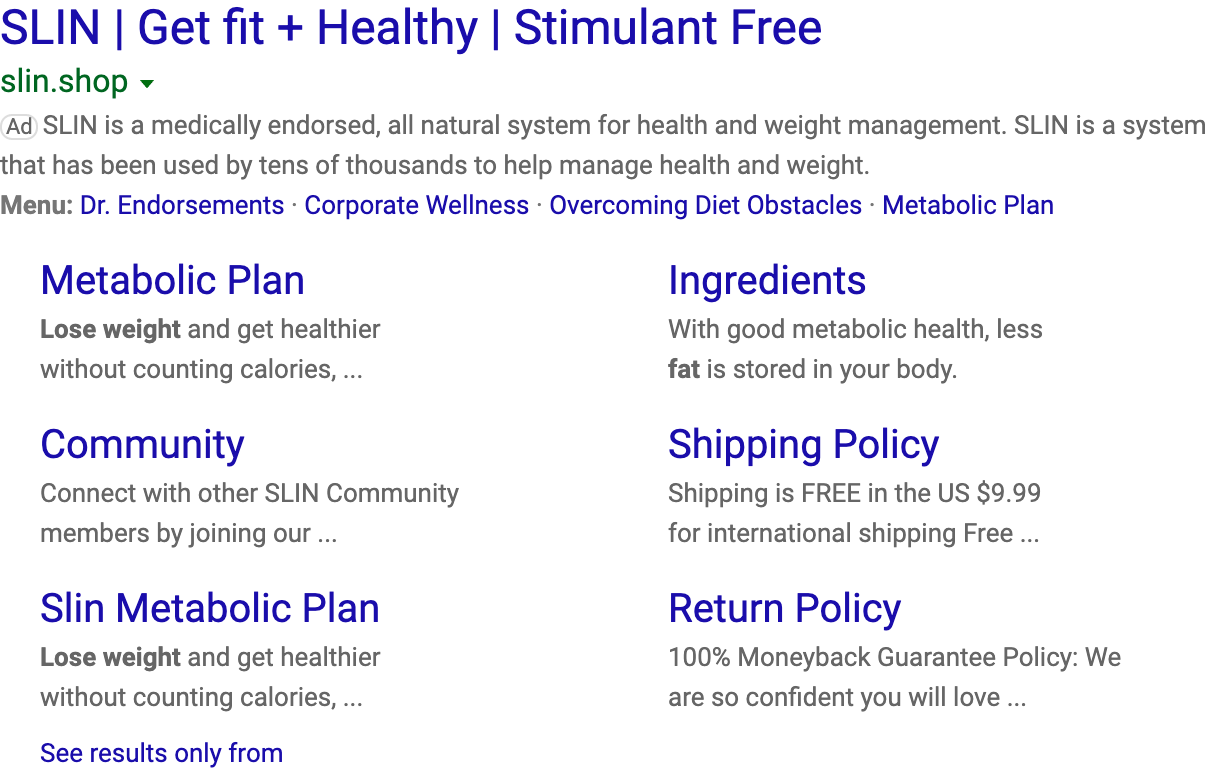 SLIN | Get fit + Healthy | Stimulant Free
slin.shop
Ad SLIN is a medically endorsed, all natural system for health and weight management. SLIN is a system
that has been used by tens of thousands to help manage health and weight.
Menu: Dr. Endorsements · Corporate Wellness · Overcoming Diet Obstacles · Metabolic Plan
Metabolic Plan
Lose weight and get healthier
without counting calories, ...
Ingredients
With good metabolic health, less
fat is stored in your body.
Community
Connect with other SLIN Community
members by joining our ...
Shipping Policy
Shipping is FREE in the US $9.99
for international shipping Free ...
Slin Metabolic Plan
Lose weight and get healthier
without counting calories, ...
Return Policy
100% Moneyback Guarantee Policy: We
are so confident you will love ...
See results only from